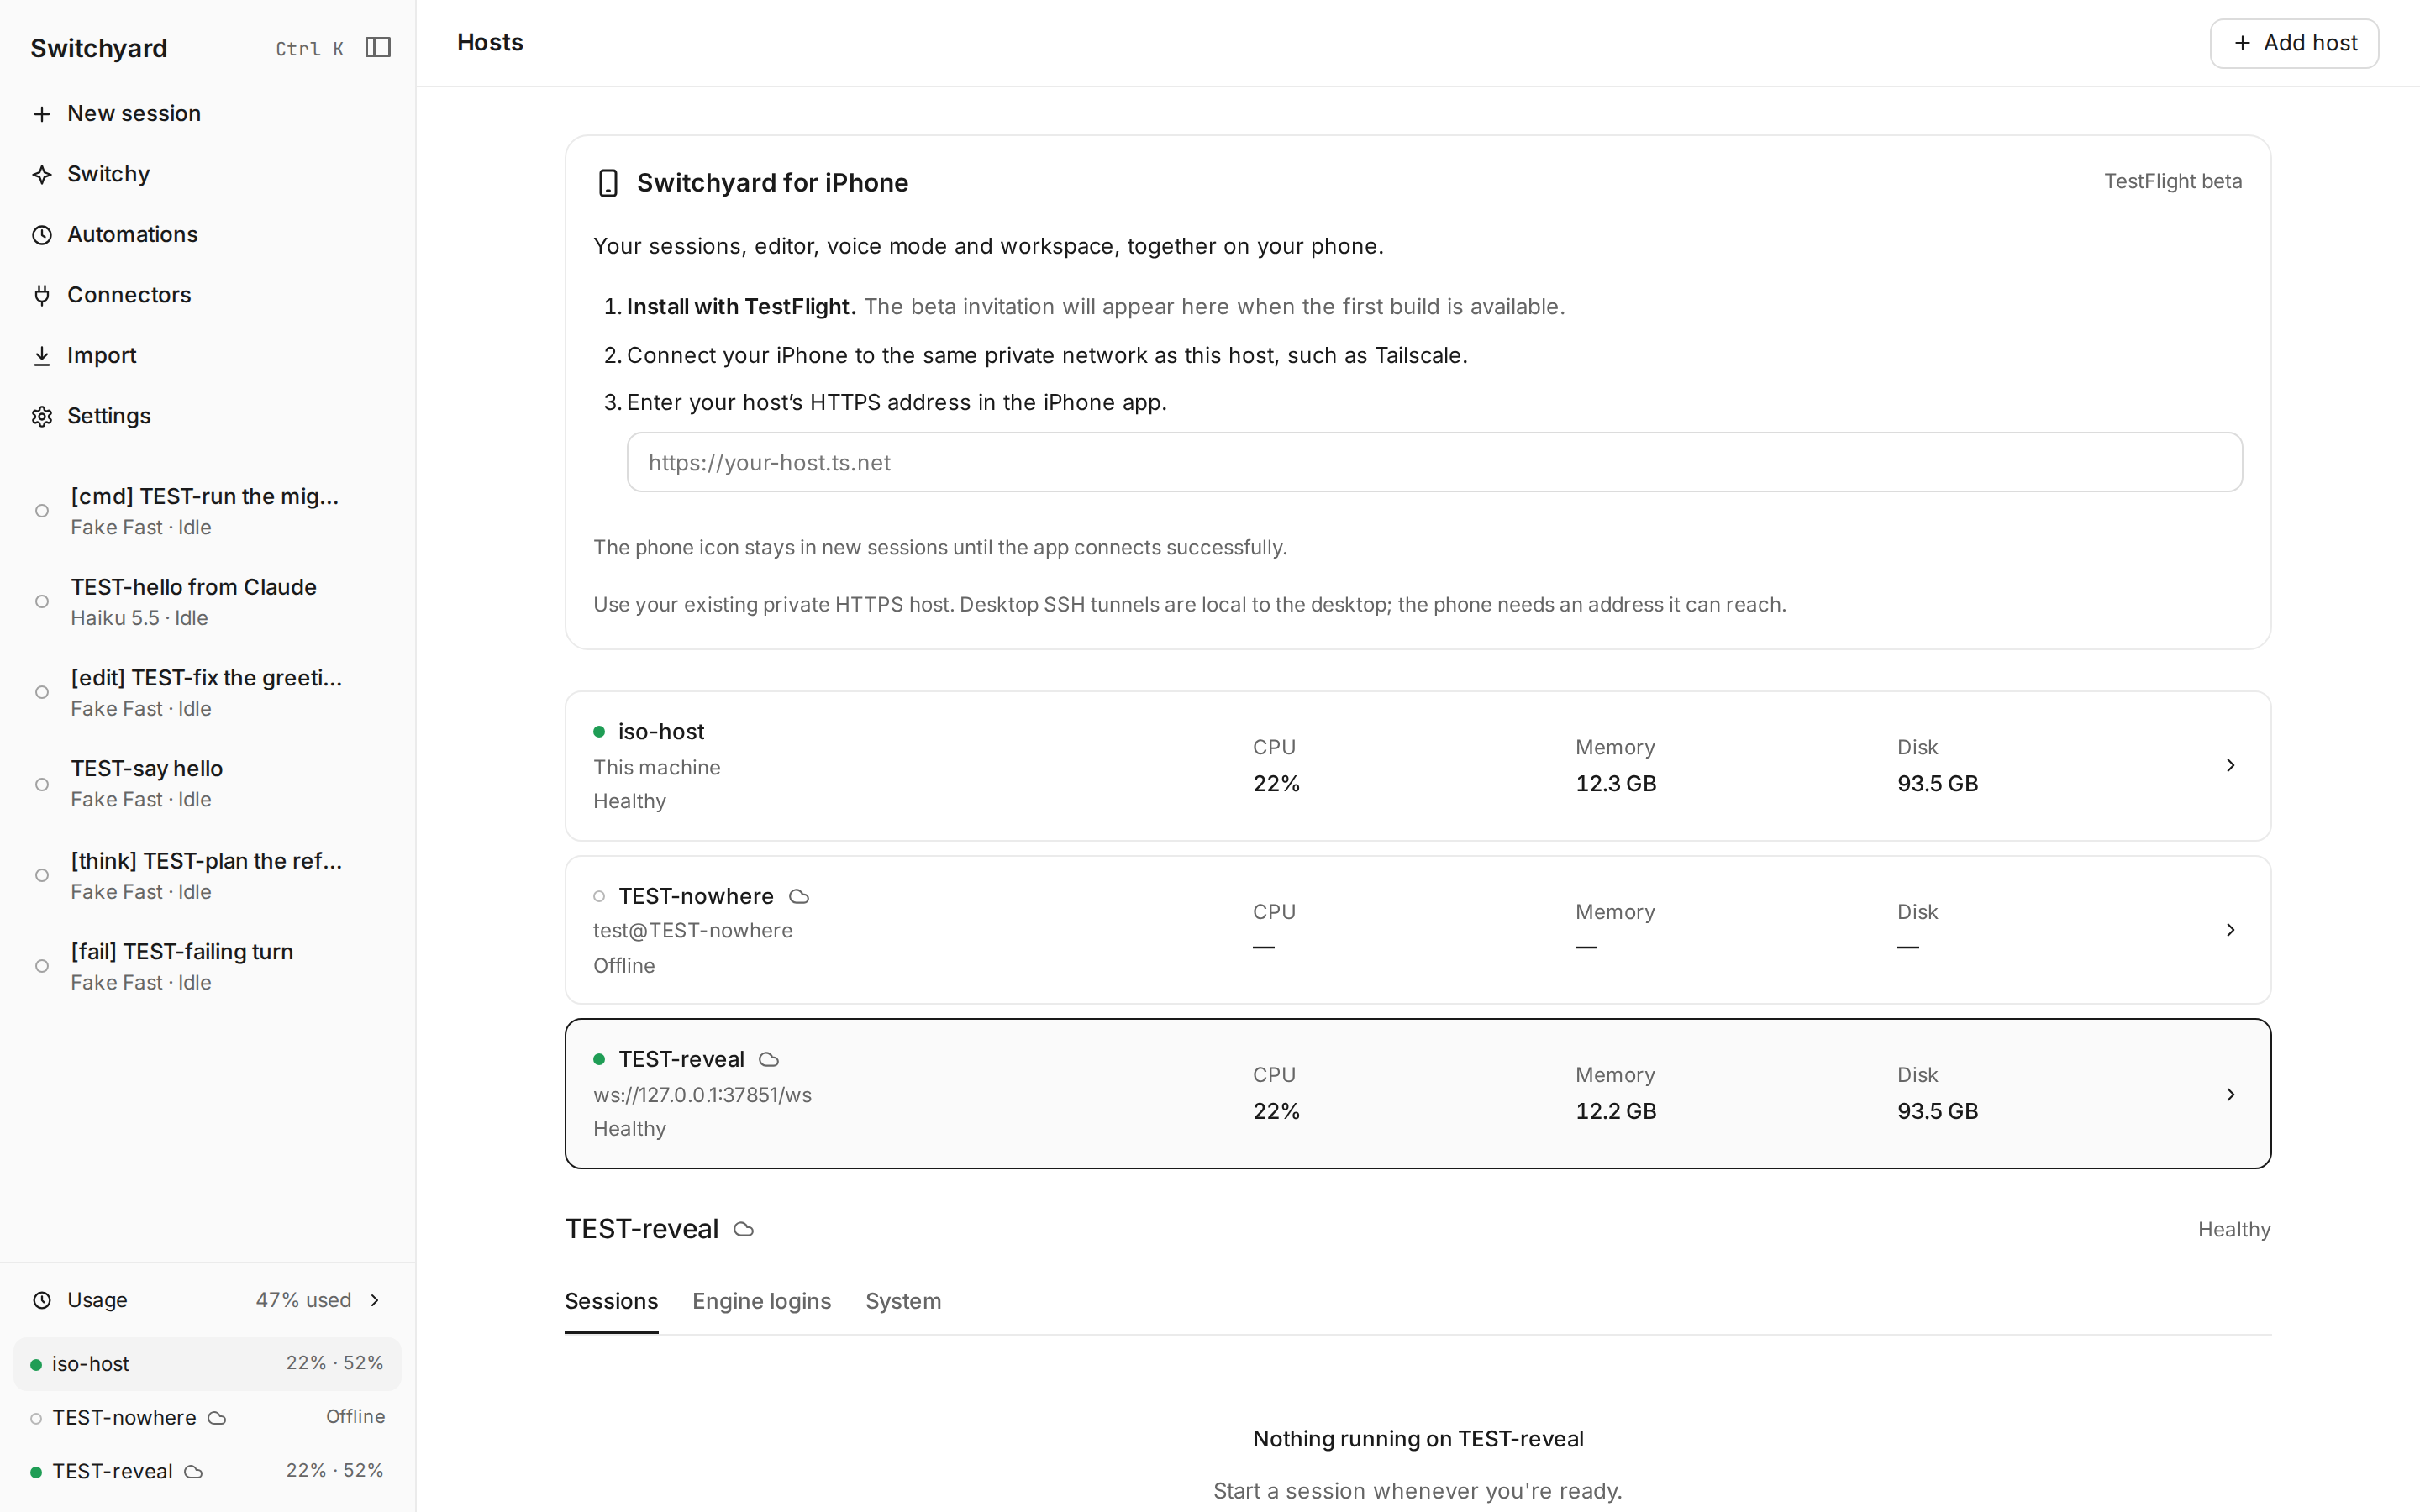 Switchyard
Ctrl K
New session
Switchy
Automations
Connectors
Import
Settings
[cmd] TEST-run the mig...
Fake Fast · Idle
TEST-hello from Claude
Haiku 5.5 · Idle
[edit] TEST-fix the greeti...
Fake Fast · Idle
TEST-say hello
Fake Fast · Idle
[think] TEST-plan the ref...
Fake Fast · Idle
[fail] TEST-failing turn
Fake Fast · Idle
Usage 47% used
iso-host 22% · 52%
TEST-nowhere Offline
TEST-reveal 22% · 52%
Hosts
Add host
Switchyard for iPhone
TestFlight beta
Your sessions, editor, voice mode and workspace, together on your phone.
1. Install with TestFlight. The beta invitation will appear here when the first build is available.
2. Connect your iPhone to the same private network as this host, such as Tailscale.
3. Enter your host’s HTTPS address in the iPhone app.
https://your-host.ts.net
The phone icon stays in new sessions until the app connects successfully.
Use your existing private HTTPS host. Desktop SSH tunnels are local to the desktop; the phone needs an address it can reach.
iso-host
This machine
Healthy
CPU Memory Disk
22% 12.3 GB 93.5 GB
TEST-nowhere
test@TEST-nowhere
Offline
CPU Memory Disk
— — —
TEST-reveal
ws://127.0.0.1:37851/ws
Healthy
CPU Memory Disk
22% 12.2 GB 93.5 GB
TEST-reveal
Healthy
Sessions Engine logins System
Nothing running on TEST-reveal
Start a session whenever you're ready.